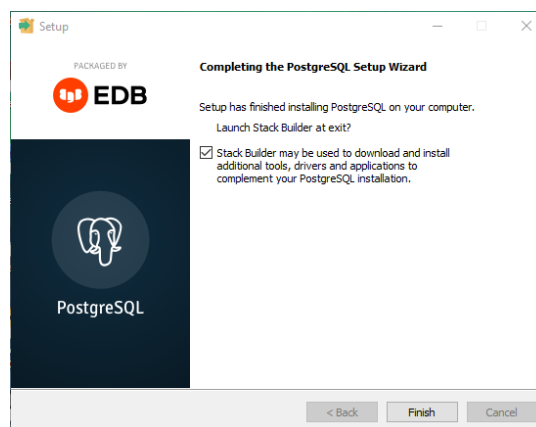 Setup
PACKAGED BY
EDB
Completing the PostgreSQL Setup Wizard
Setup has finished installing PostgreSQL on your computer.
Launch Stack Builder at exit?
Stack Builder may be used to download and install
additional tools, drivers and applications to
complement your PostgreSQL installation.
PostgreSQL
< Back
Finish
Cancel